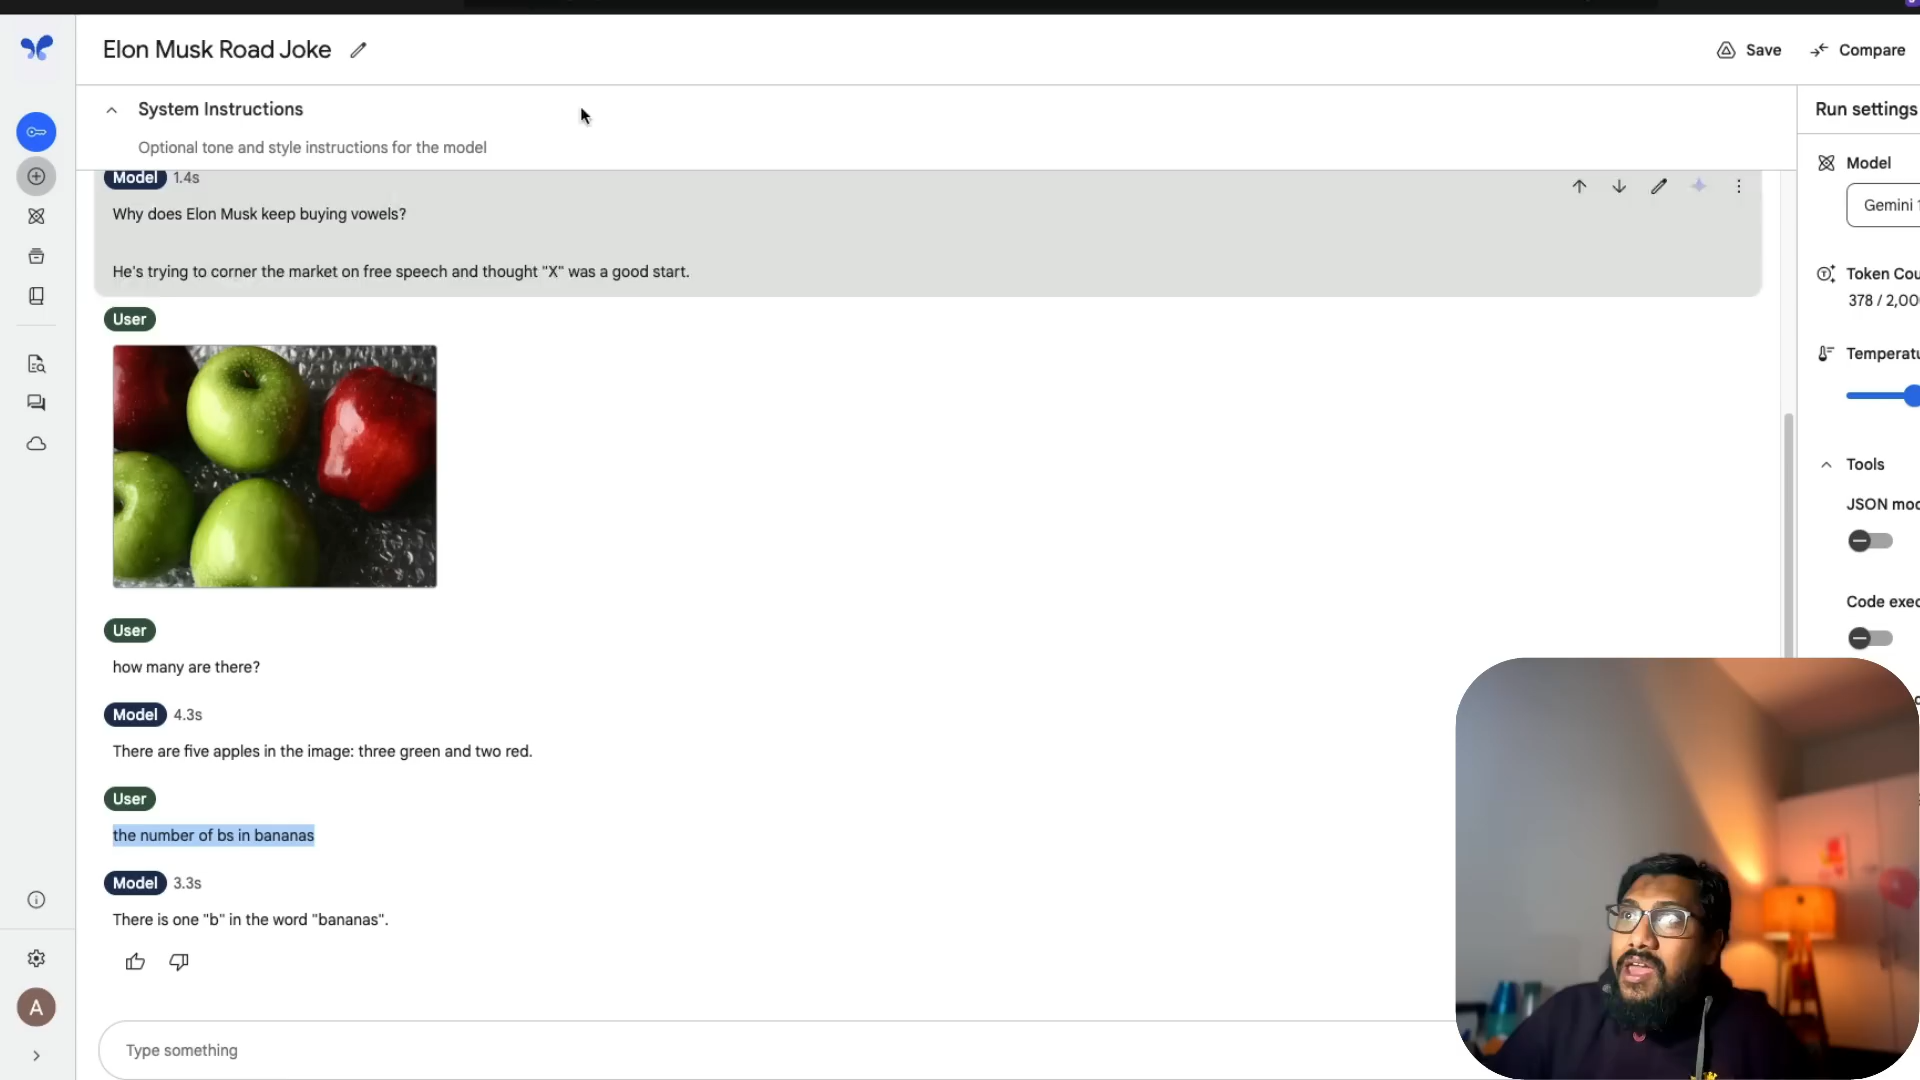 Elon Musk Road Joke
Save
Compare
System Instructions
Optional tone and style instructions for the model
Run settings
Model 1.4s
Why does Elon Musk keep buying vowels?
He's trying to corner the market on free speech and thought "X" was a good start.
Model
Gemini
Token Cou
378 / 2,00
Temperatu
Tools
JSON mod
Code exec
User
User
how many are there?
Model 4.3s
There are five apples in the image: three green and two red.
User
the number of bs in bananas
Model 3.3s
There is one "b" in the word "bananas".
A
Type something